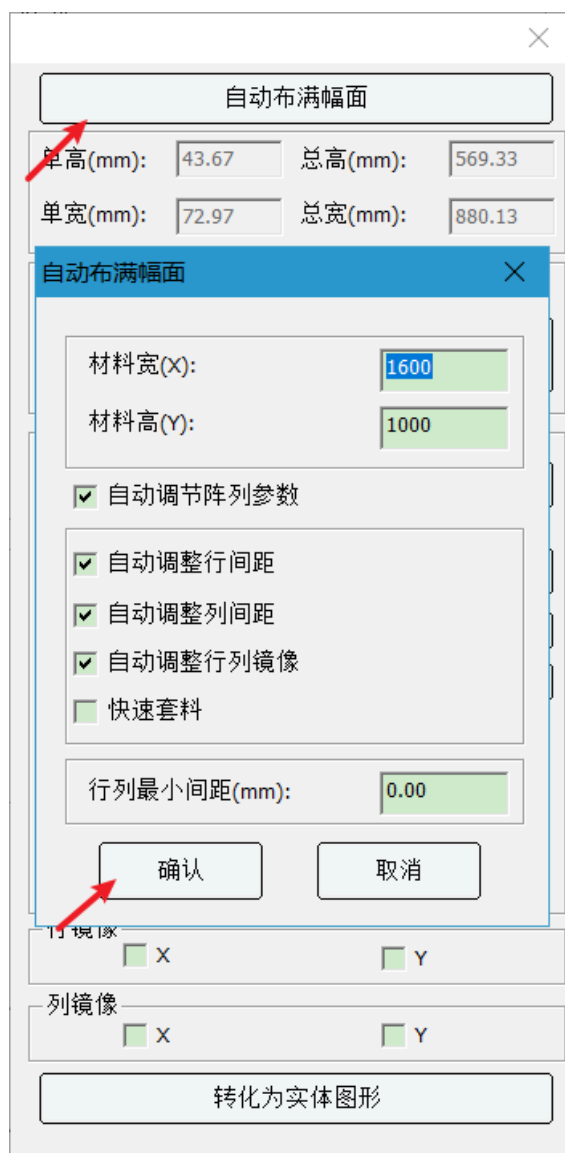 自动布满幅面
单高(mm): 43.67 总高(mm): 569.33
单宽(mm): 72.97 总宽(mm): 880.13
自动布满幅面
材料宽(X): 1600
材料高(Y): 1000
自动调节阵列参数
自动调整行间距
自动调整列间距
自动调整行列镜像
快速套料
行列最小间距(mm): 0.00
确认 取消
行镜像
X Y
列镜像
X Y
转化为实体图形